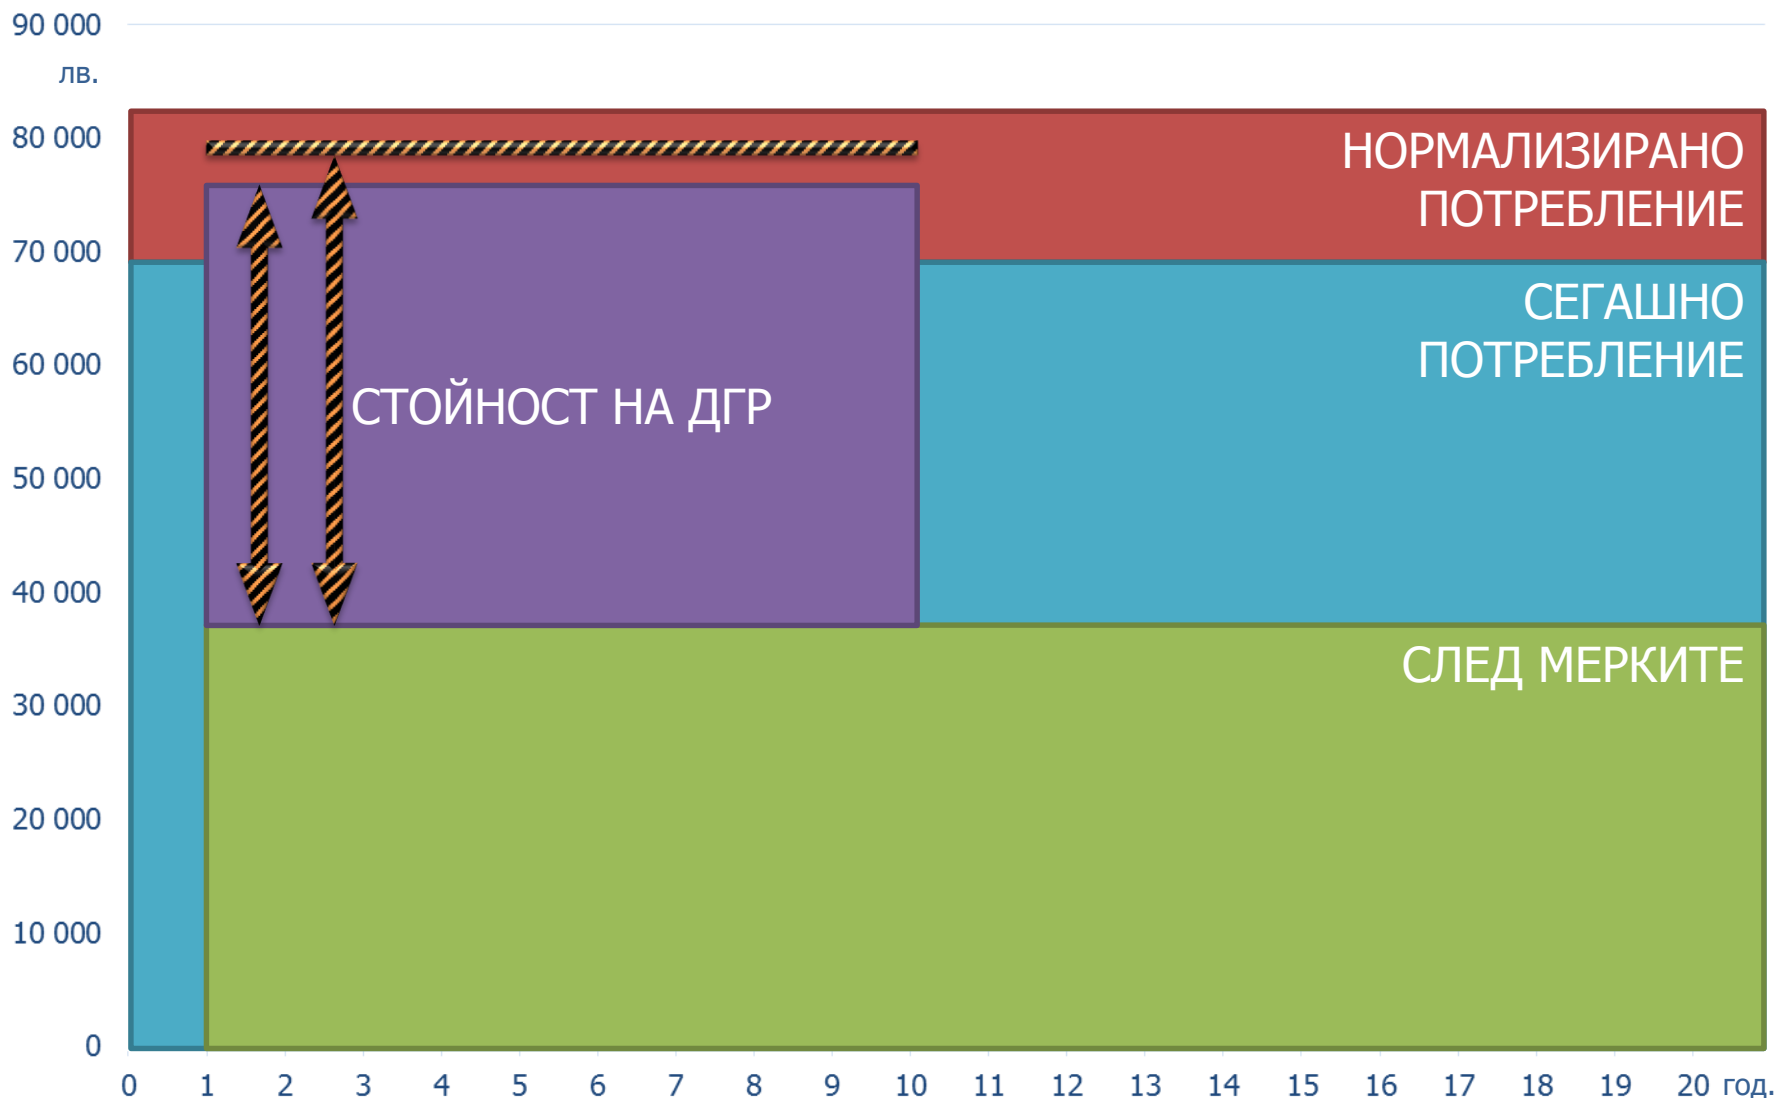 90 000
лв.
80 000
70 000
60 000
50 000
40 000
30 000
20 000
10 000
0
НОРМАЛИЗИРАНО
ПОТРЕБЛЕНИЕ
СЕГАШНО
ПОТРЕБЛЕНИЕ
СТОЙНОСТ НА ДГР
СЛЕД МЕРКИТЕ
0 1 2 3 4 5 6 7 8 9 10 11 12 13 14 15 16 17 18 19 20 год.